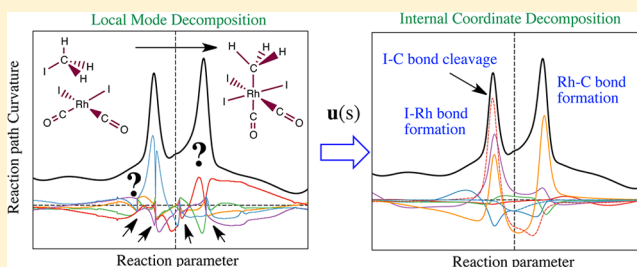 Local Mode Decomposition
Internal Coordinate Decomposition
Reaction path Curvature
I
H
H
H
I
I
Rh
O
C
C
O
H
H
H
C
I
I
Rh
I
C
O
C
O
?
?
Reaction parameter
u(s)
I-C bond cleavage
I-Rh bond
formation
Rh-C bond
formation
Reaction parameter